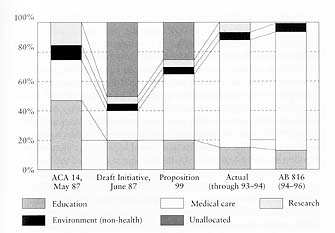 100%
80%
60%
40%
20%
0%
ACA 14, May 87
Draft Initiative, June 87
Proposition 99
Actual (through 93–94)
AB 816 (94–96)
Education
Medical care
Research
Environment (non-health)
Unallocated